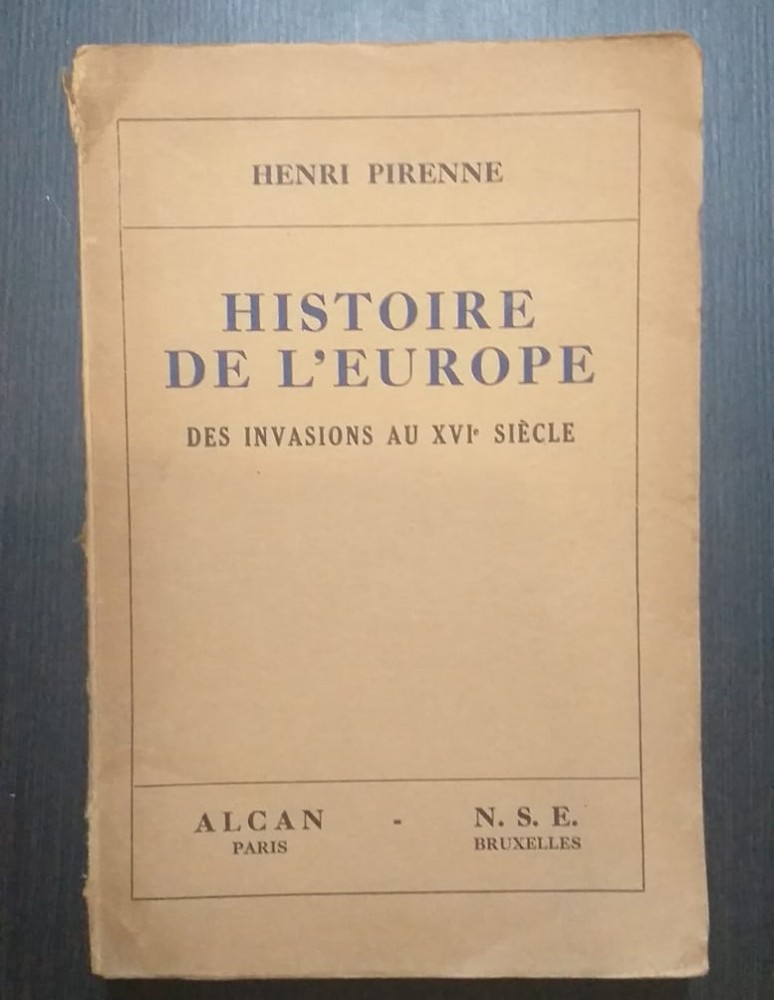 HENRI PIRENNE
HISTOIRE
DE L'EUROPE
DES INVASIONS AU XVIe SIÈCLE
ALCAN - N. S. E.
PARIS BRUXELLES